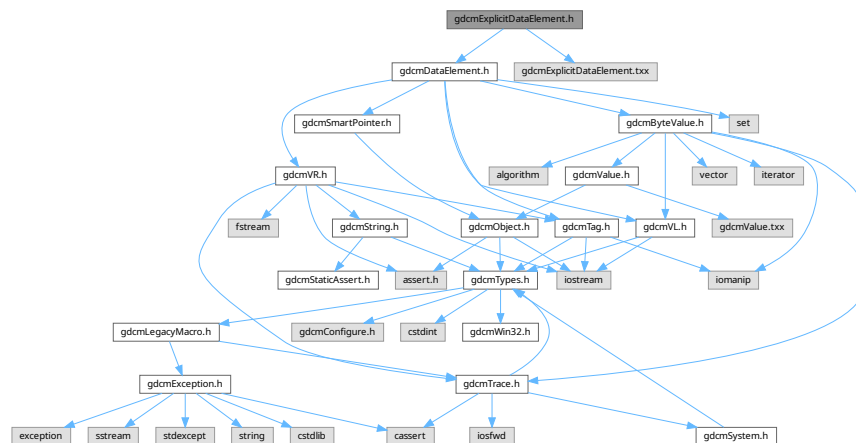 gdcmExplicitDataElement.h
gdcmDataElement.h
gdcmExplicitDataElement.txx
gdcmSmartPointer.h
gdcmByteValue.h
set
gdcmVR.h
algorithm
gdcmValue.h
vector
iterator
fstream
gdcmString.h
gdcmObject.h
gdcmTag.h
gdcmVL.h
gdcmValue.txx
gdcmStaticAssert.h
assert.h
gdcmTypes.h
iostream
iomanip
gdcmLegacyMacro.h
gdcmConfigure.h
cstdint
gdcmWin32.h
gdcmException.h
gdcmTrace.h
exception
sstream
stdexcept
string
cstdlib
cassert
iosfwd
gdcmSystem.h